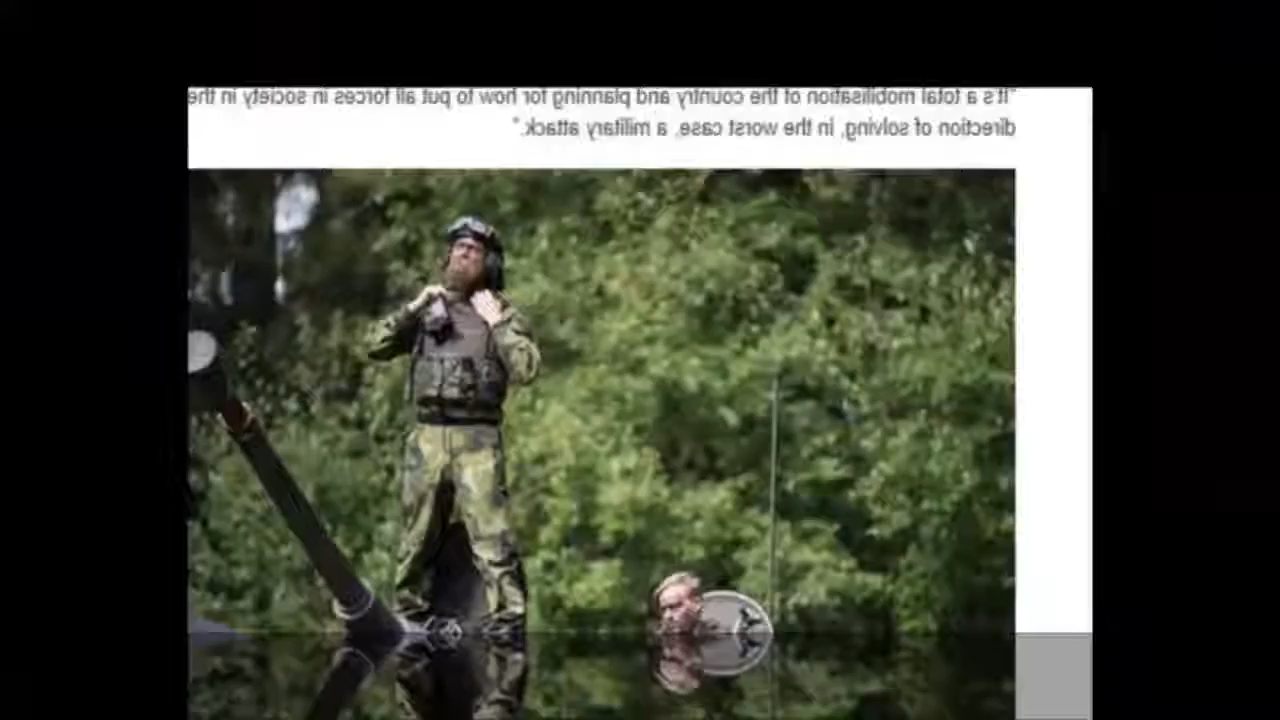 "It's a total mobilisation of the country and planning for how to put all forces in society in the
direction of solving, in the worst case, a military attack."